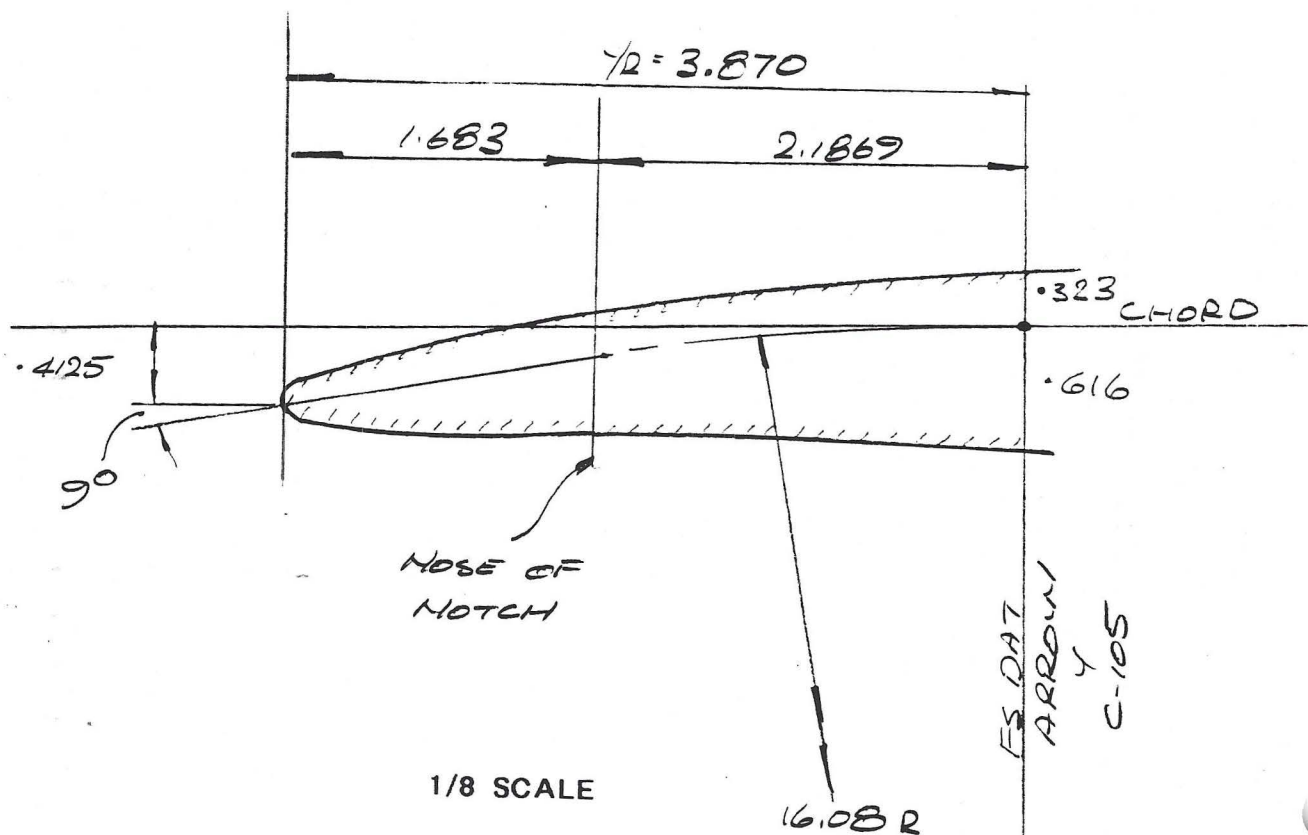 Y/2 = 3.870
1.683
2.1869
.323
CHORD
.4125
.616
9°
NOSE OF
NOTCH
FS DAT
ARROW
Y
C-105
1/8 SCALE
16.08 R